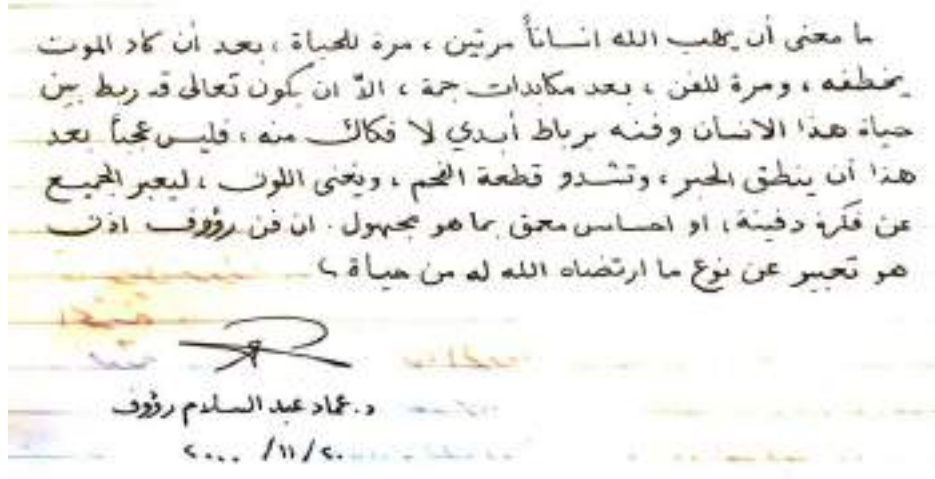 ما معنى أن يهب الله انساناً مرتين ، مرة للحياة ، بعد أن كاد الموت
يخطفه ، ومرة للفن ، بعد مكابدات جمة ، الاّ ان يكون تعالى قد ربط بين
حياة هذا الانسان وفنه برباط أبدي لا فكاك منه ، فليس عجباً بعد
هذا أن ينطق الحبر ، وتشدو قطعة الفحم ، ويغنى اللون ، ليعبر الجميع
عن فكرة دفينة ، او احساس معمق بما هو مجهول . ان فن رؤوف اذن
هو تعبير عن نوع ما ارتضاه الله له من حياة
د. عماد عبد السلام رؤوف
٢٠ /١١/ ٢٠٠٠